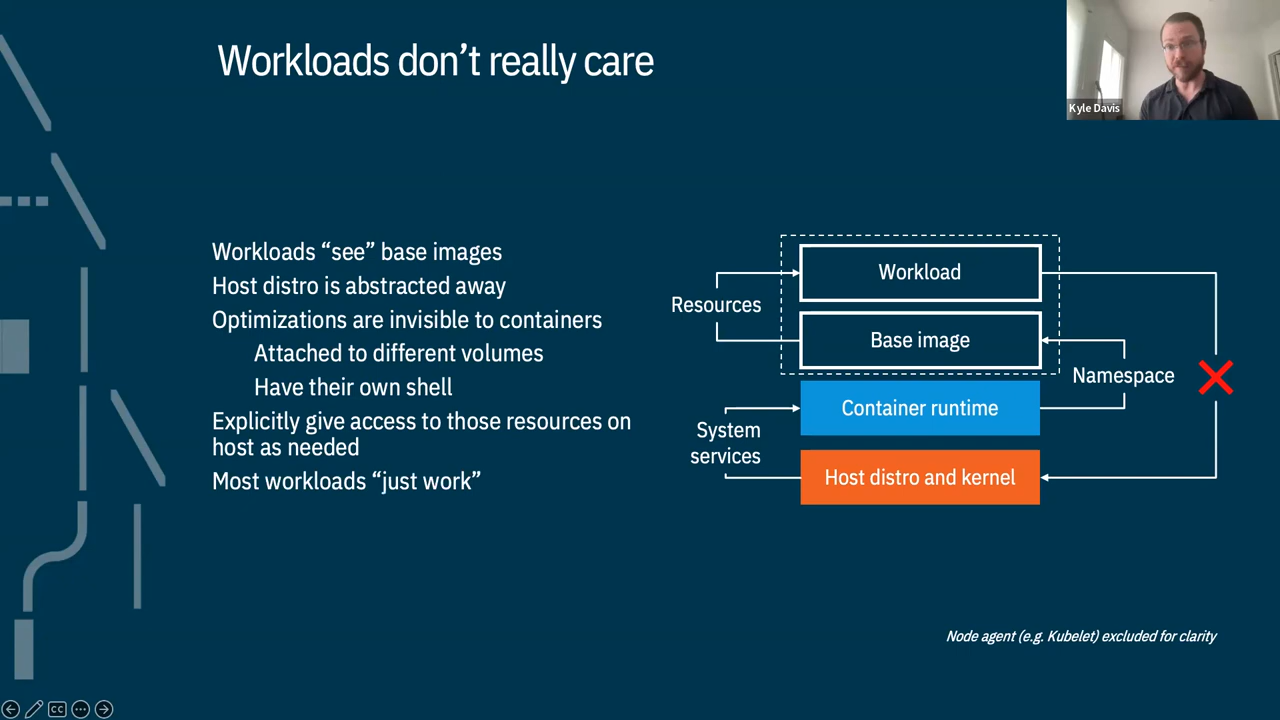 Workloads don’t really care
Kyle Davis
Workloads “see” base images
Host distro is abstracted away
Optimizations are invisible to containers
Attached to different volumes
Have their own shell
Explicitly give access to those resources on
host as needed
Most workloads “just work”
Workload
Resources
Base image
Namespace
Container runtime
System
services
Host distro and kernel
Node agent (e.g. Kubelet) excluded for clarity
CC